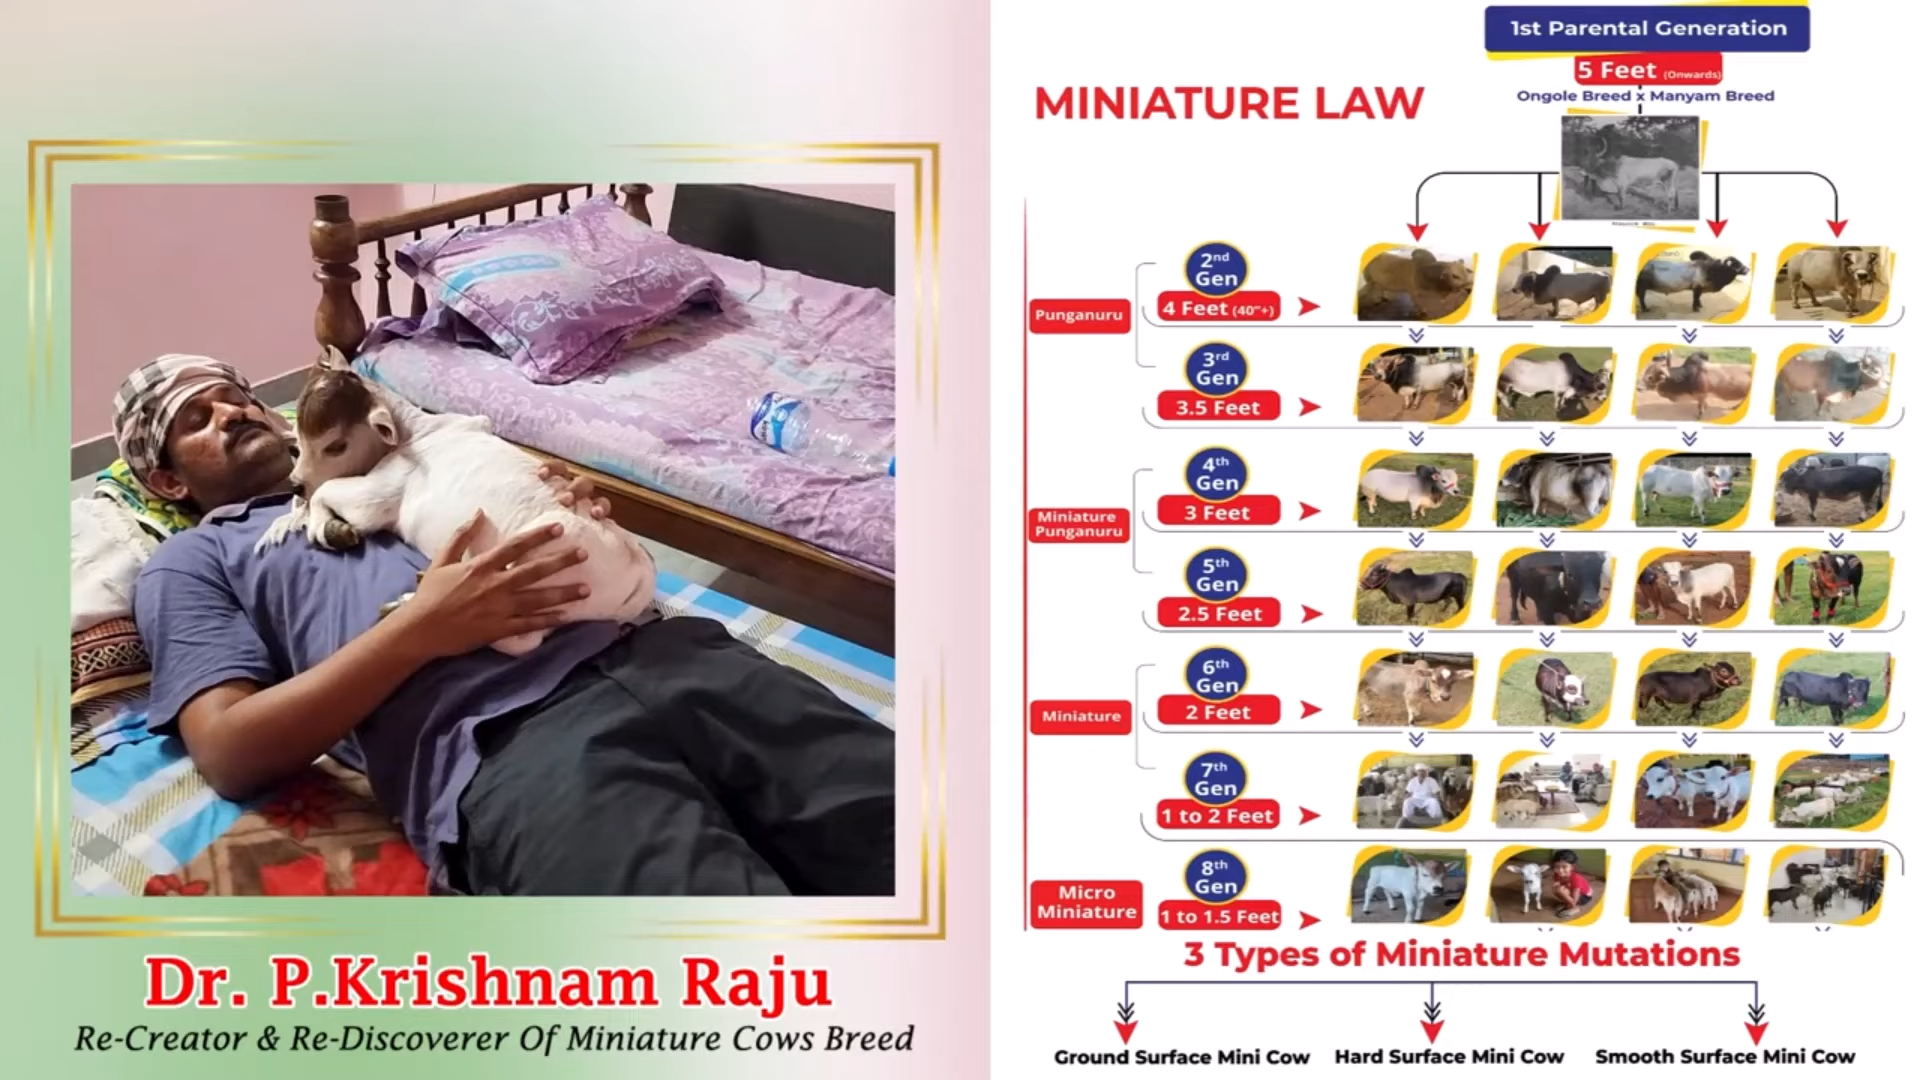 Dr. P.Krishnam Raju
Re-Creator & Re-Discoverer Of Miniature Cows Breed
MINIATURE LAW
1st Parental Generation
5 Feet (Onwards)
Ongole Breed x Manyam Breed
Punganuru
2nd Gen
4 Feet (40"+)
3rd Gen
3.5 Feet
Miniature
Punganuru
4th Gen
3 Feet
5th Gen
2.5 Feet
Miniature
6th Gen
2 Feet
7th Gen
1 to 2 Feet
Micro
Miniature
8th Gen
1 to 1.5 Feet
3 Types of Miniature Mutations
Ground Surface Mini Cow
Hard Surface Mini Cow
Smooth Surface Mini Cow